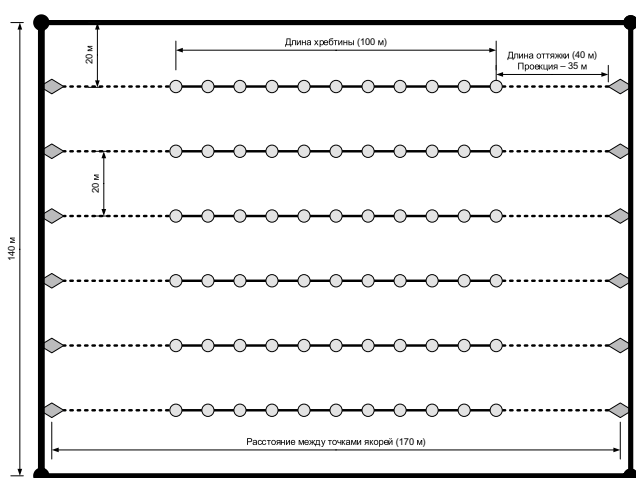 Длина хребтины (100 м)
Длина оттяжки (40 м)
Проекция – 35 м
20 м
20 м
140 м
Расстояние между точками якорей (170 м)